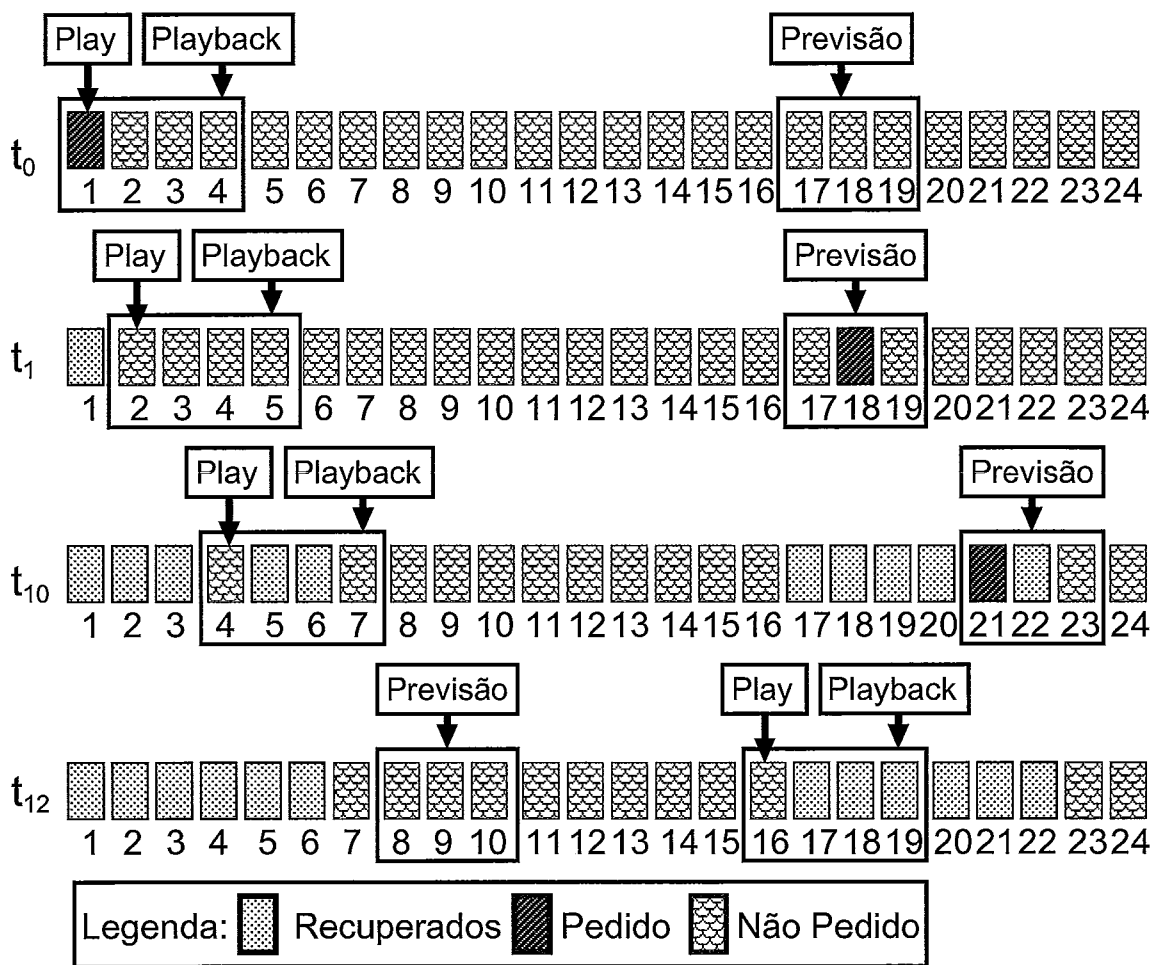 Play Playback Previsão
t0
1 2 3 4 5 6 7 8 9 10 11 12 13 14 15 16 17 18 19 20 21 22 23 24
Play Playback Previsão
t1
1 2 3 4 5 6 7 8 9 10 11 12 13 14 15 16 17 18 19 20 21 22 23 24
Play Playback Previsão
t10
1 2 3 4 5 6 7 8 9 10 11 12 13 14 15 16 17 18 19 20 21 22 23 24
Previsão Play Playback
t12
1 2 3 4 5 6 7 8 9 10 11 12 13 14 15 16 17 18 19 20 21 22 23 24
Legenda: Recuperados Pedido Não Pedido